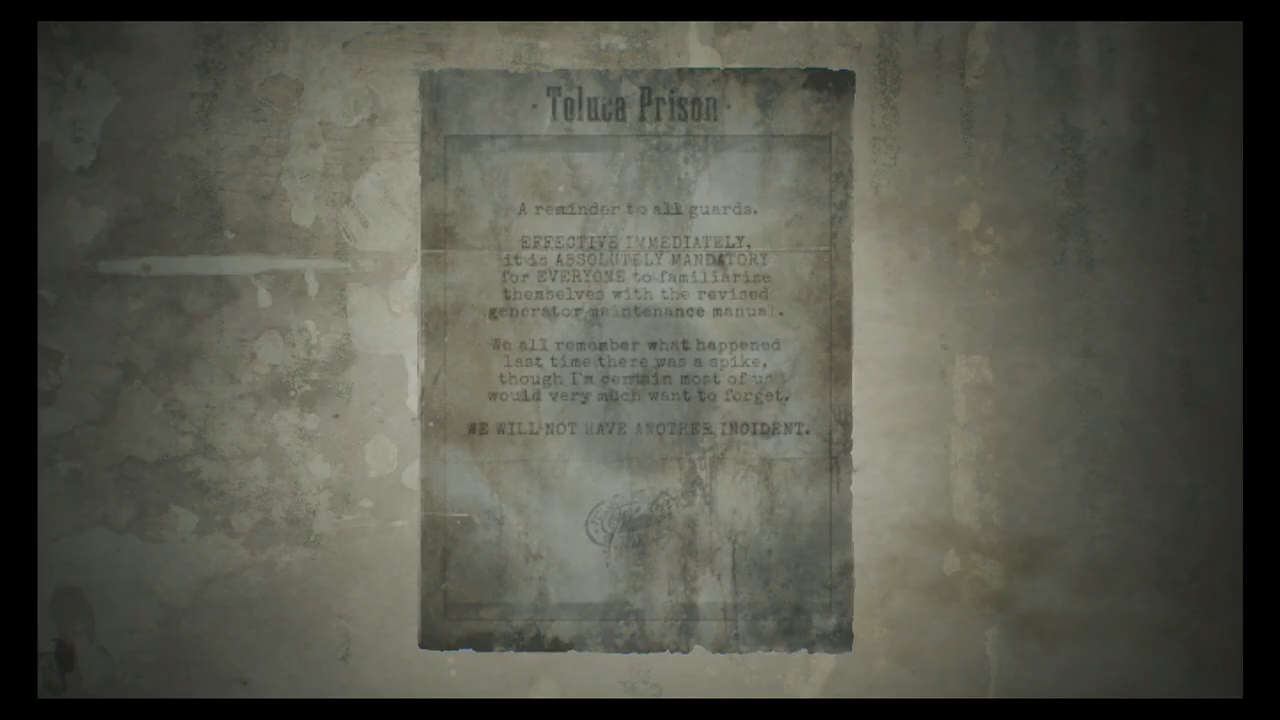 · Toluca Prison ·
A reminder to all guards.
EFFECTIVE IMMEDIATELY,
it is ABSOLUTELY MANDATORY
for EVERYONE to familiarize
themselves with the revised
generator maintenance manual.
We all remember what happened
last time there was a spike,
though I'm certain most of us
would very much want to forget.
WE WILL NOT HAVE ANOTHER INCIDENT.